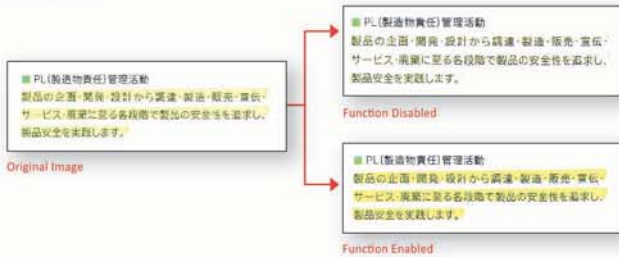 ■ PL(製造物責任)管理活動
製品の企画・開発・設計から調達・製造・販売・宣伝・
サービス・廃棄に至る各段階で製品の安全性を追求し、
製品安全を実践します。
Original Image
■ PL(製造物責任)管理活動
製品の企画・開発・設計から調達・製造・販売・宣伝・
サービス・廃棄に至る各段階で製品の安全性を追求し、
製品安全を実践します。
Function Disabled
■ PL(製造物責任)管理活動
製品の企画・開発・設計から調達・製造・販売・宣伝・
サービス・廃棄に至る各段階で製品の安全性を追求し、
製品安全を実践します。
Function Enabled